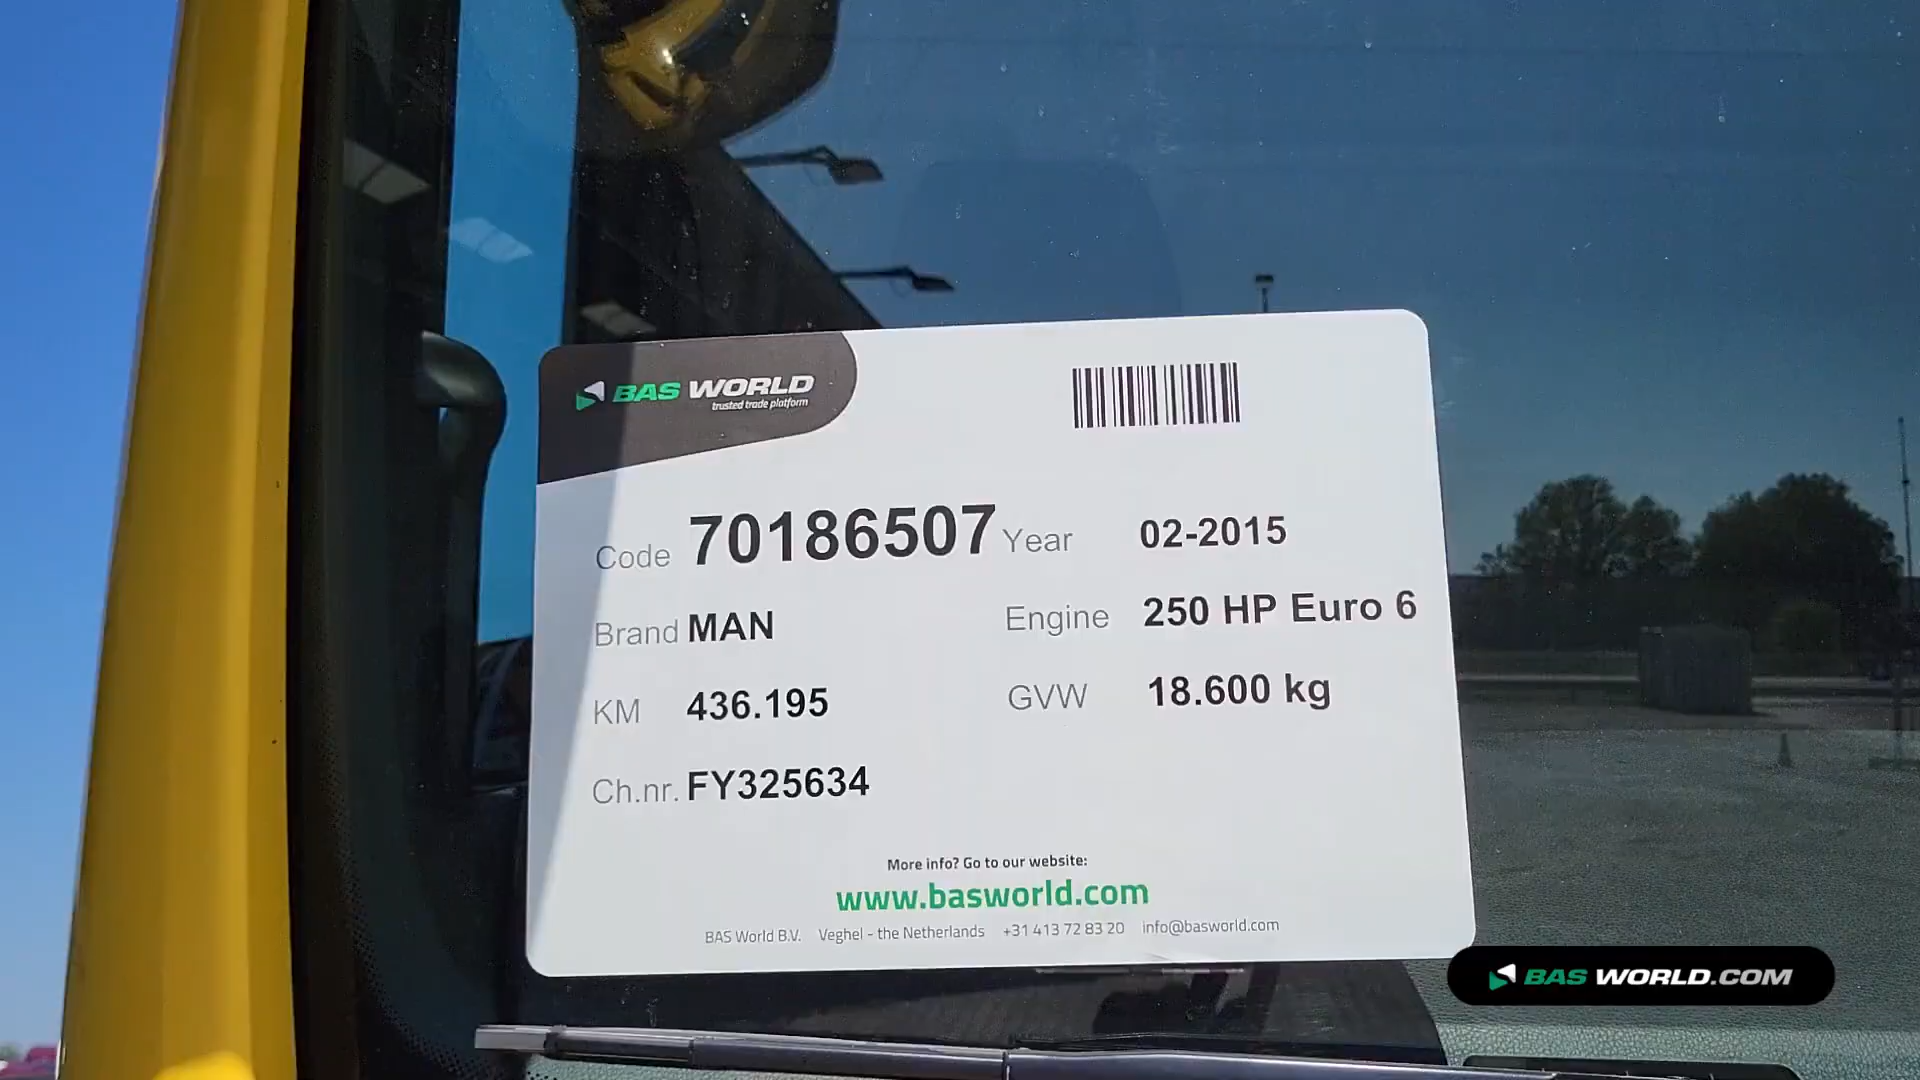 BAS WORLD
trusted trade platform
Code 70186507 Year 02-2015
Brand MAN Engine 250 HP Euro 6
KM 436.195 GVW 18.600 kg
Ch.nr. FY325634
More info? Go to our website:
www.basworld.com
BAS World B.V. Veghel - the Netherlands +31 413 72 83 20 info@basworld.com
BAS WORLD.COM